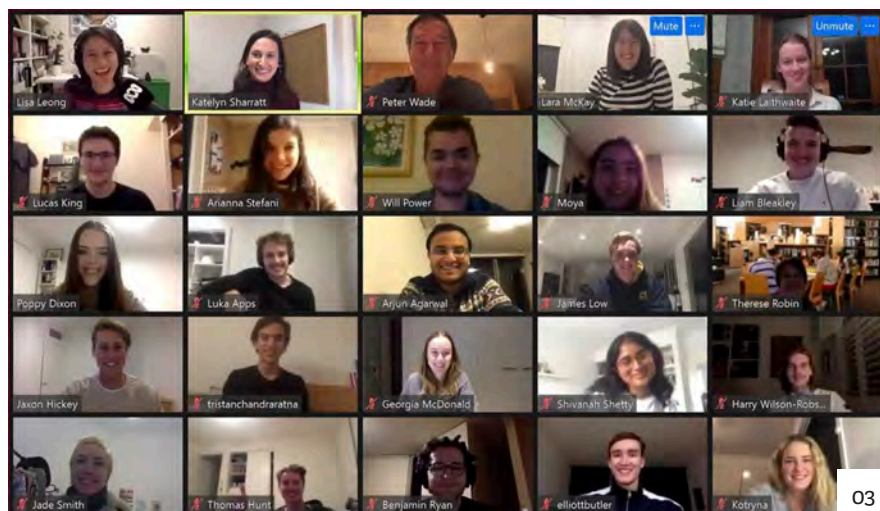 Mute ...
Unmute ...
Lisa Leong
abc
Katelyn Sharratt
Peter Wade
Lara McKay
Katie Laithwaite
Lucas King
Arianna Stefani
Will Power
Moya
Liam Bleakley
Poppy Dixon
Luka Apps
Arjun Agarwal
James Low
Therese Robin
Jaxon Hickey
tristanchandraratna
Georgia McDonald
Shivanah Shetty
Harry Wilson-Robs...
Jade Smith
Thomas Hunt
Benjamin Ryan
elliottbutler
Kotryna
03